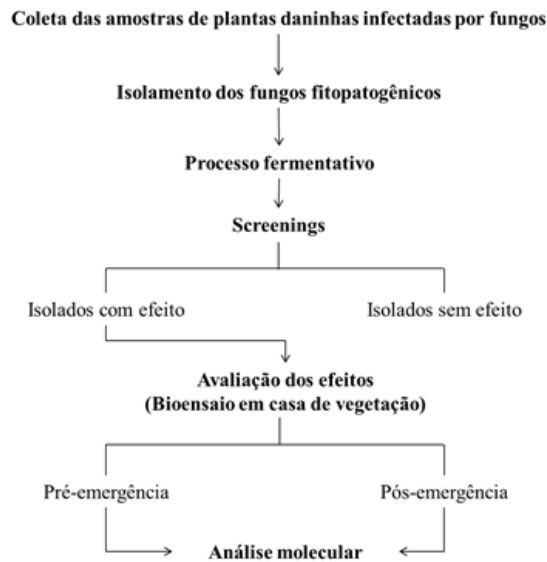 Coleta das amostras de plantas daninhas infectadas por fungos
Isolamento dos fungos fitopatogênicos
Processo fermentativo
Screenings
Isolados com efeito
Isolados sem efeito
Avaliação dos efeitos
(Bioensaio em casa de vegetação)
Pré-emergência
Pós-emergência
Análise molecular